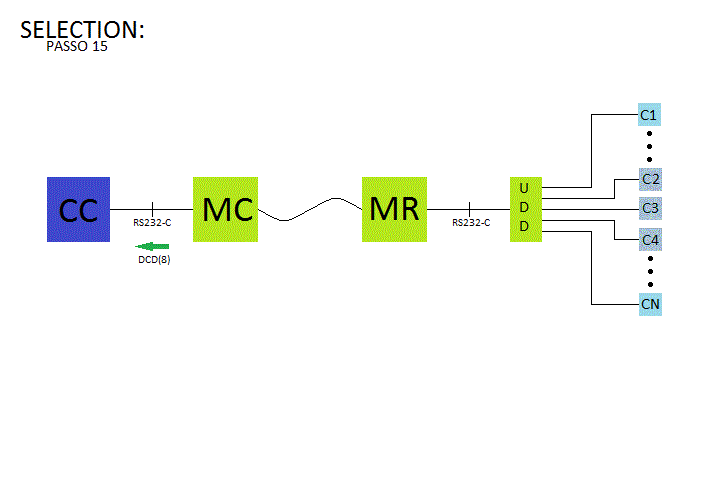 SELECTION:
PASSO 15
C1
C2
U
D
D
CC
MC
MR
C3
RS232-C
RS232-C
C4
DCD(8)
CN